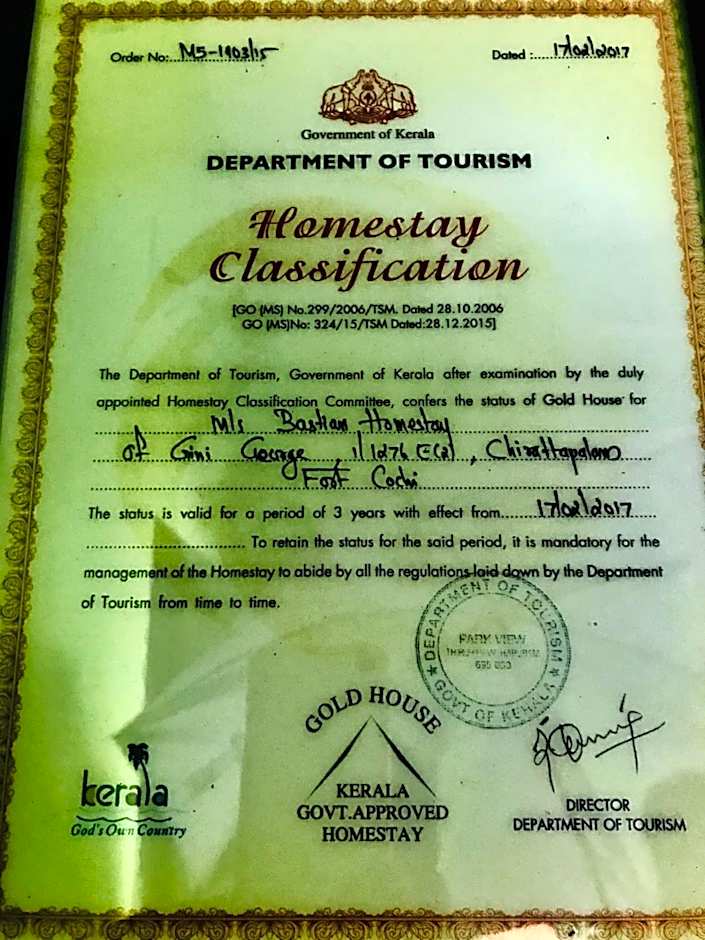 Order No: M5-1903/15 Dated : 17/02/2017
Government of Kerala
DEPARTMENT OF TOURISM
Homestay
Classification
[GO (MS) No.299/2006/TSM. Dated 28.10.2006
GO (MS)No: 324/15/TSM Dated:28.12.2015]
The Department of Tourism, Government of Kerala after examination by the duly
appointed Homestay Classification Committee, confers the status of Gold House for
M/s Bastian Homestay
of Gini George, 1/1276 E(2), Chirattapalam
Fort Cochi
The status is valid for a period of 3 years with effect from 17/02/2017
To retain the status for the said period, it is mandatory for the
management of the Homestay to abide by all the regulations laid down by the Department
of Tourism from time to time.
DEPARTMENT OF TOURISM
PARK VIEW
THIRUVANANTHAPURAM
GOVT OF KERALA
GOLD HOUSE
KERALA
GOVT.APPROVED
HOMESTAY
kerala
God's Own Country
DIRECTOR
DEPARTMENT OF TOURISM